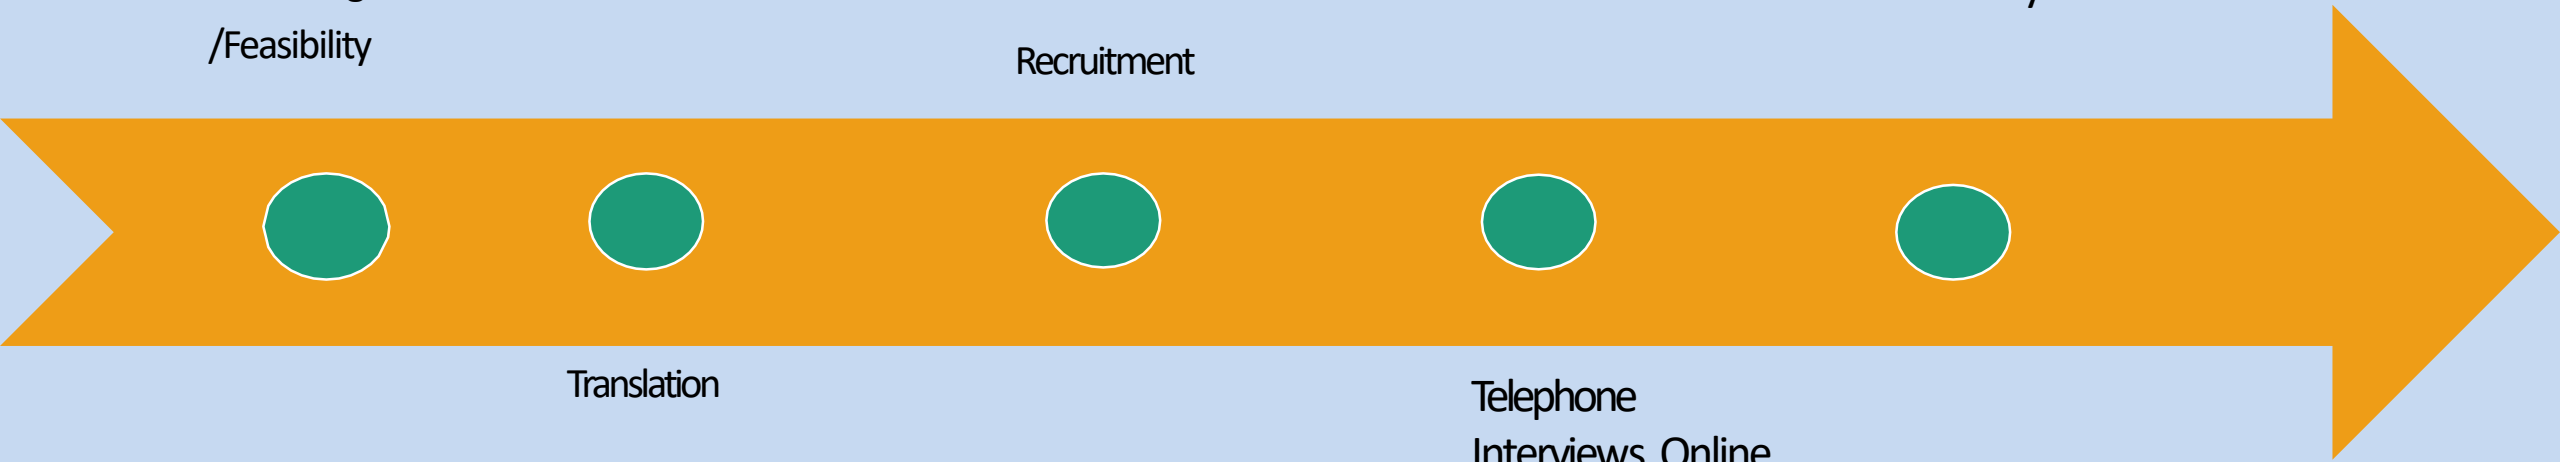 /Feasibility
Recruitment
Translation
Telephone
Interviews Online